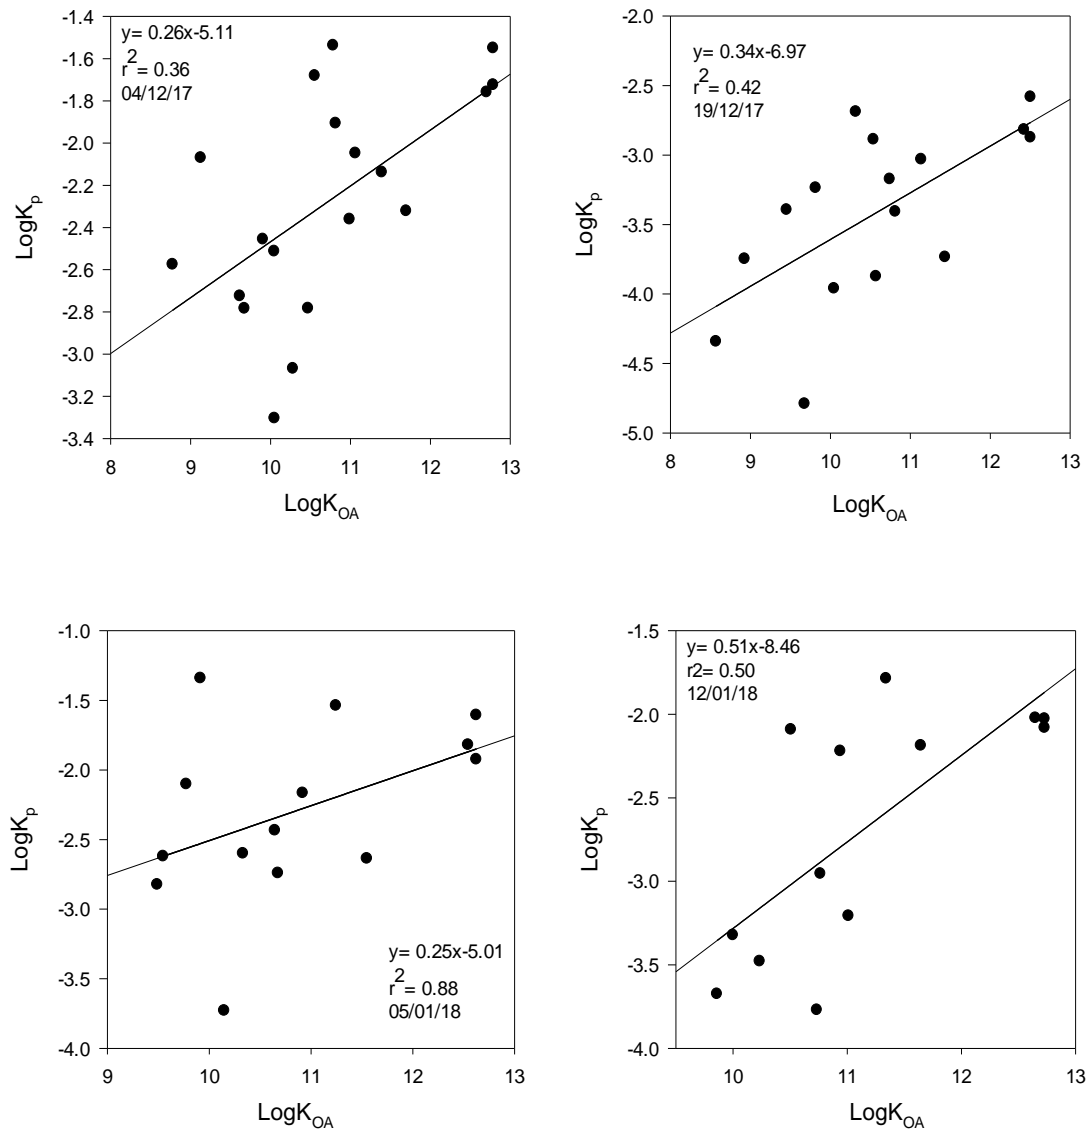 y= 0.26x-5.11
r2= 0.36
04/12/17
-1.4
-1.6
-1.8
-2.0
-2.2
-2.4
-2.6
-2.8
-3.0
-3.2
-3.4
LogKp
8 9 10 11 12 13
LogKOA
y= 0.34x-6.97
r2= 0.42
19/12/17
-2.0
-2.5
-3.0
-3.5
-4.0
-4.5
-5.0
LogKp
8 9 10 11 12 13
LogKOA
-1.0
-1.5
-2.0
-2.5
-3.0
-3.5
-4.0
LogKp
y= 0.25x-5.01
r2= 0.88
05/01/18
9 10 11 12 13
LogKOA
y= 0.51x-8.46
r2= 0.50
12/01/18
-1.5
-2.0
-2.5
-3.0
-3.5
-4.0
LogKp
10 11 12 13
LogKOA